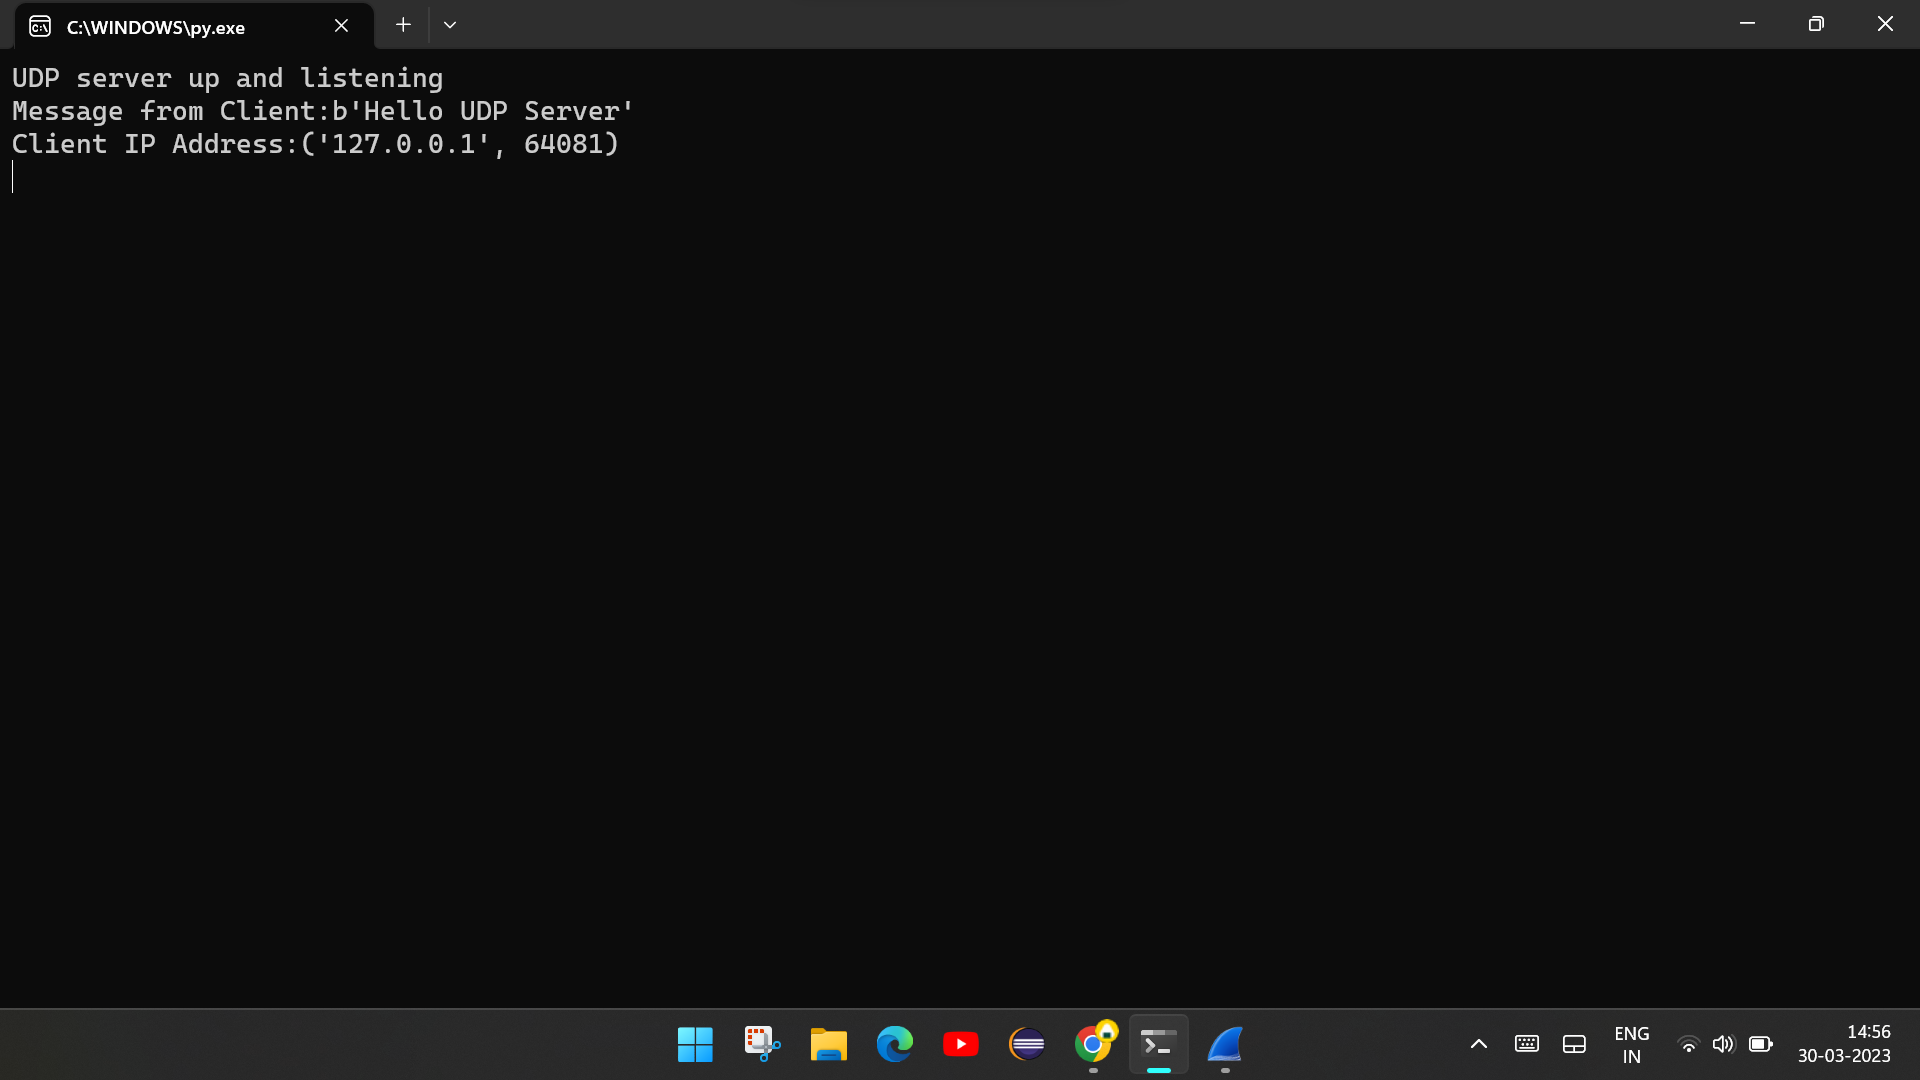 C:\WINDOWS\py.exe
UDP server up and listening
Message from Client:b'Hello UDP Server'
Client IP Address:('127.0.0.1', 64081)
ENG
IN
14:56
30-03-2023